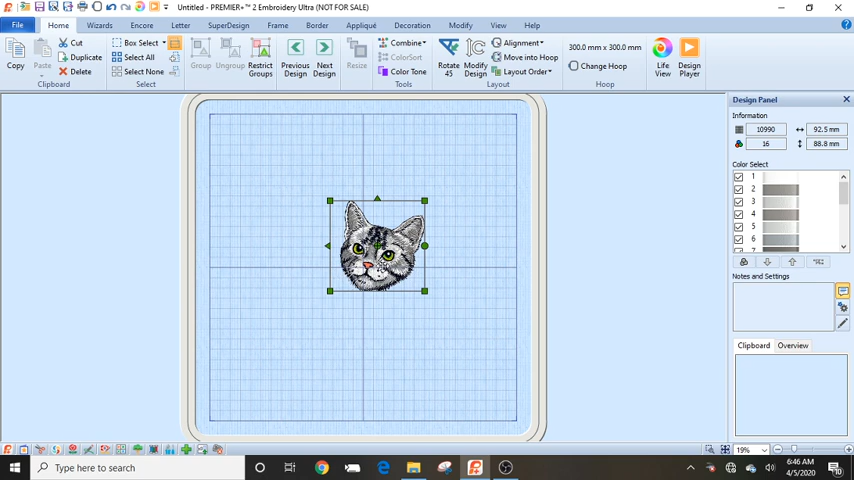 Untitled - PREMIER+™ 2 Embroidery Ultra (NOT FOR SALE)
File Home Wizards Encore Letter SuperDesign Frame Border Appliqué Decoration Modify View Help
Copy Paste Cut Duplicate Delete Clipboard
Box Select Select All Select None Select
Group Ungroup Restrict Groups
Previous Design Next Design Resize
Combine ColorSort Color Tone Tools
Rotate 45 Modify Design Alignment Move into Hoop Layout Order Layout
300.0 mm x 300.0 mm Change Hoop Hoop
Life View Design Player
Design Panel
Information
10990 92.5 mm
16 88.8 mm
Color Select
1
2
3
4
5
6
Notes and Settings
Clipboard Overview
19%
Type here to search
6:46 AM
4/5/2020
10